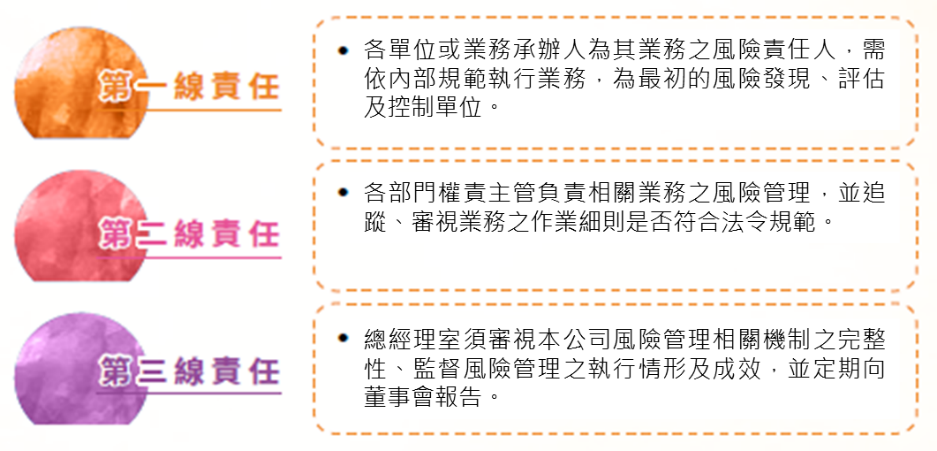 第一線責任
• 各單位或業務承辦人為其業務之風險責任人，需
依內部規範執行業務，為最初的風險發現、評估
及控制單位。
第二線責任
• 各部門權責主管負責相關業務之風險管理，並追
蹤、審視業務之作業細則是否符合法令規範。
第三線責任
• 總經理室須審視本公司風險管理相關機制之完整
性、監督風險管理之執行情形及成效，並定期向
董事會報告。